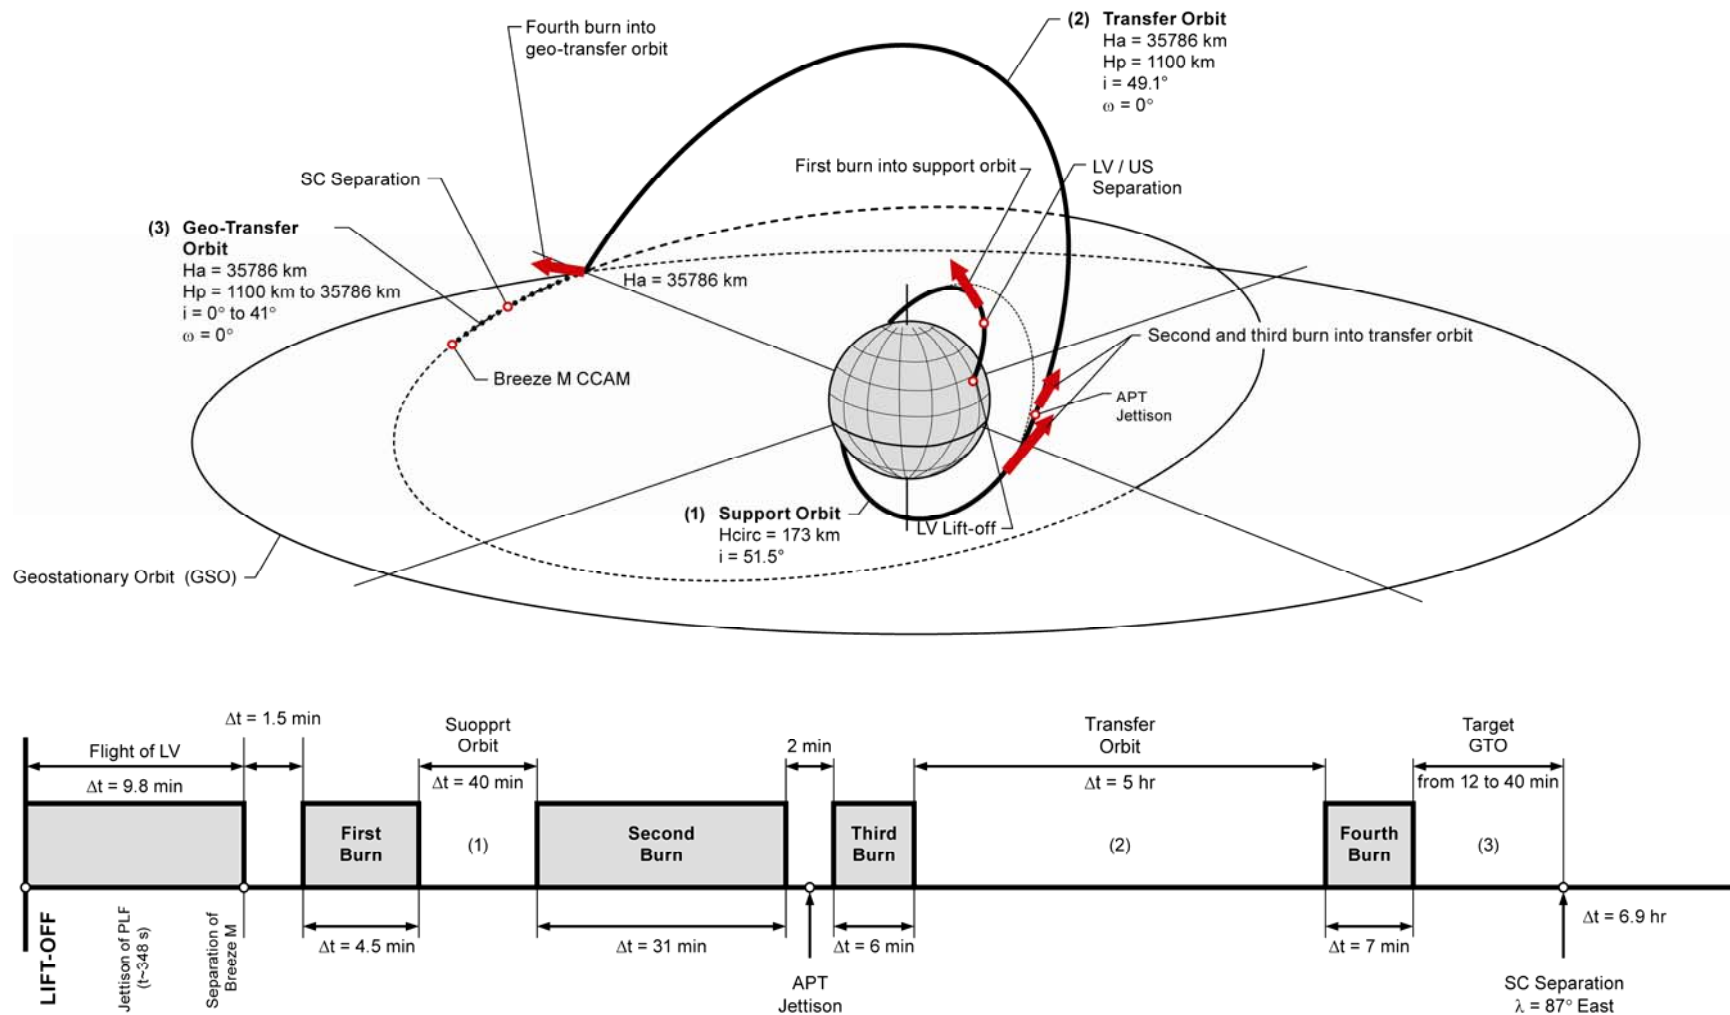 Fourth burn into
geo-transfer orbit
(2) Transfer Orbit
Ha = 35786 km
Hp = 1100 km
i = 49.1°
ω = 0°
First burn into support orbit
LV / US
Separation
SC Separation
(3) Geo-Transfer
Orbit
Ha = 35786 km
Hp = 1100 km to 35786 km
i = 0° to 41°
ω = 0°
Ha = 35786 km
Second and third burn into transfer orbit
Breeze M CCAM
APT
Jettison
(1) Support Orbit
Hcirc = 173 km
i = 51.5°
LV Lift-off
Geostationary Orbit (GSO)
Δt = 1.5 min
Suopprt
Orbit
Transfer
Orbit
Target
GTO
Flight of LV
2 min
Δt = 9.8 min
Δt = 40 min
Δt = 5 hr
from 12 to 40 min
First
Burn
(1)
Second
Burn
Third
Burn
(2)
Fourth
Burn
(3)
LIFT-OFF
Jettison of PLF
(t~348 s)
Separation of
Breeze M
Δt = 4.5 min
Δt = 31 min
Δt = 6 min
Δt = 7 min
Δt = 6.9 hr
APT
Jettison
SC Separation
λ = 87° East